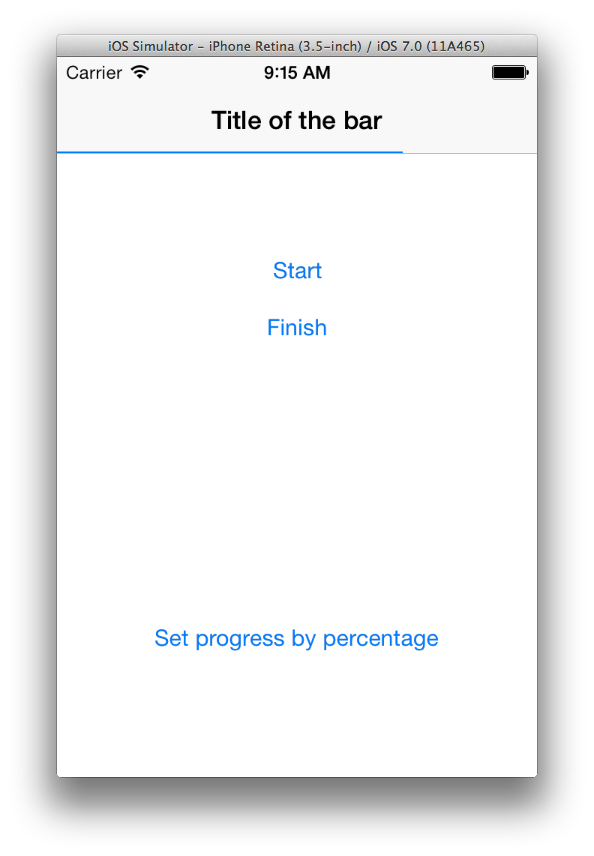 iOS Simulator - iPhone Retina (3.5-inch) / iOS 7.0 (11A465)
Carrier 9:15 AM
Title of the bar
Start
Finish
Set progress by percentage